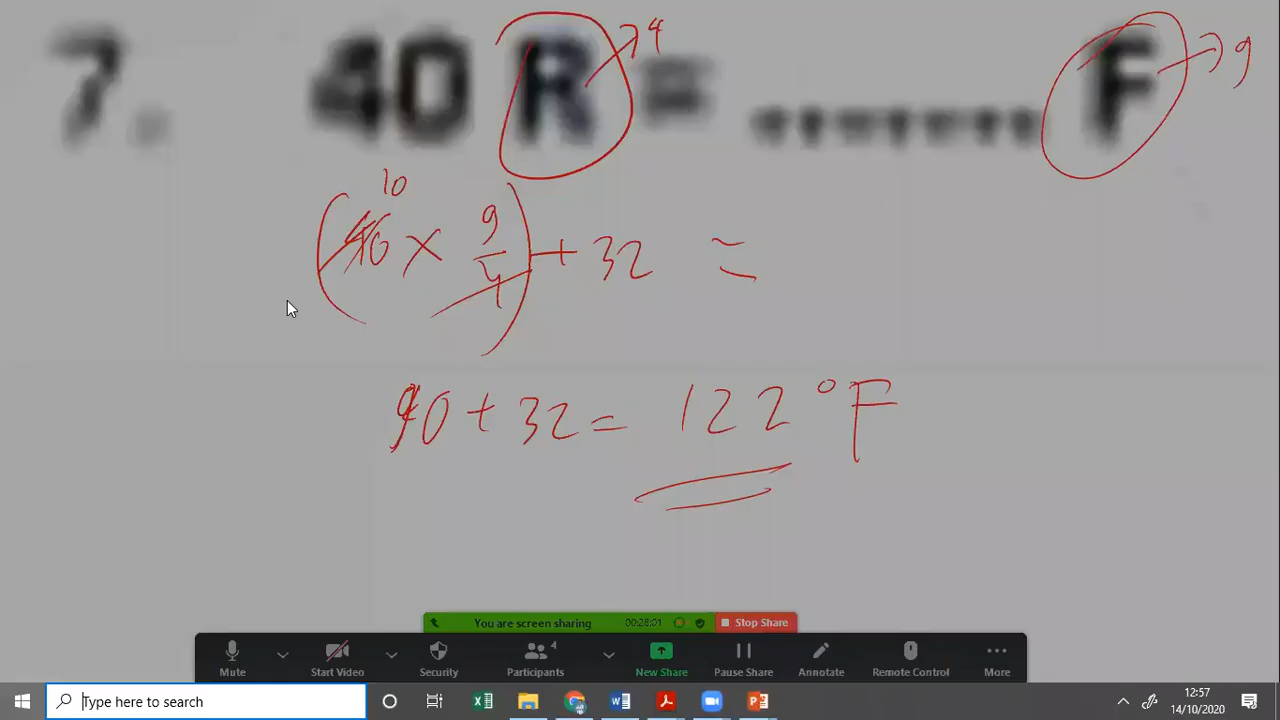 7. 40 R = ....... F
4
9
10
(40 × 9/4) + 32 =
90 + 32 = 122 °F
You are screen sharing 00:28:01 Stop Share
4
Mute Start Video Security Participants New Share Pause Share Annotate Remote Control More
Type here to search
12:57
14/10/2020